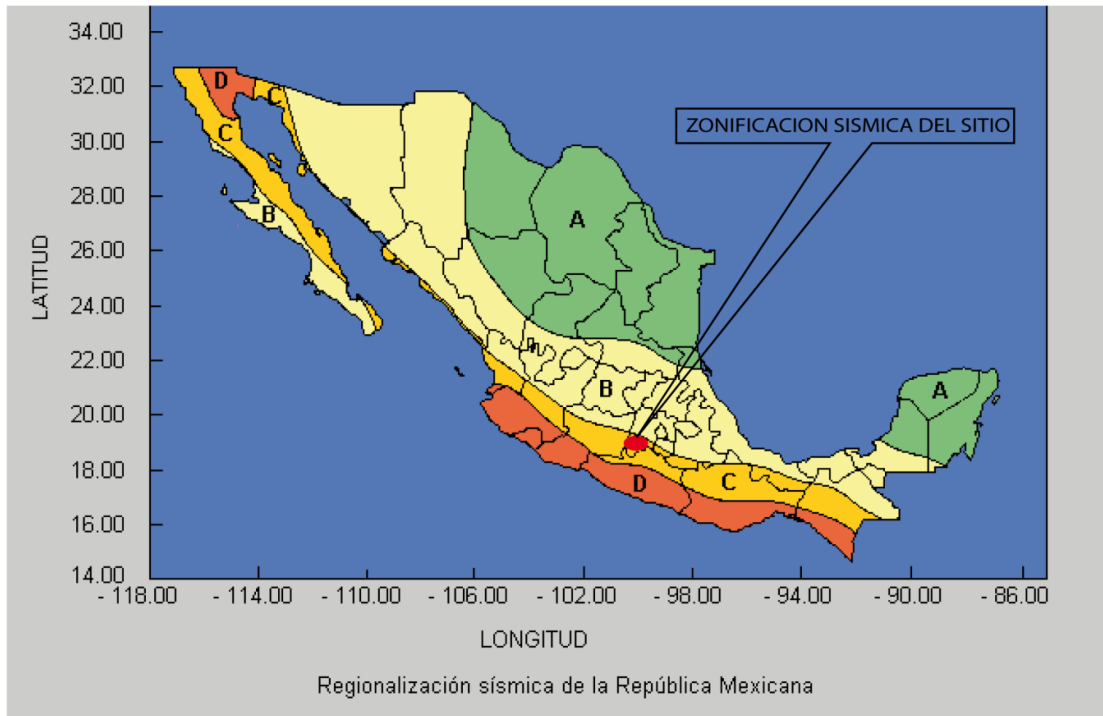 34.00
32.00
30.00
28.00
26.00
24.00
22.00
20.00
18.00
16.00
14.00
LATITUD
D
C
C
B
A
ZONIFICACION SISMICA DEL SITIO
B
A
D
C
- 118.00 - 114.00 - 110.00 - 106.00 - 102.00 - 98.00 - 94.00 - 90.00 - 86.00
LONGITUD
Regionalización sísmica de la República Mexicana